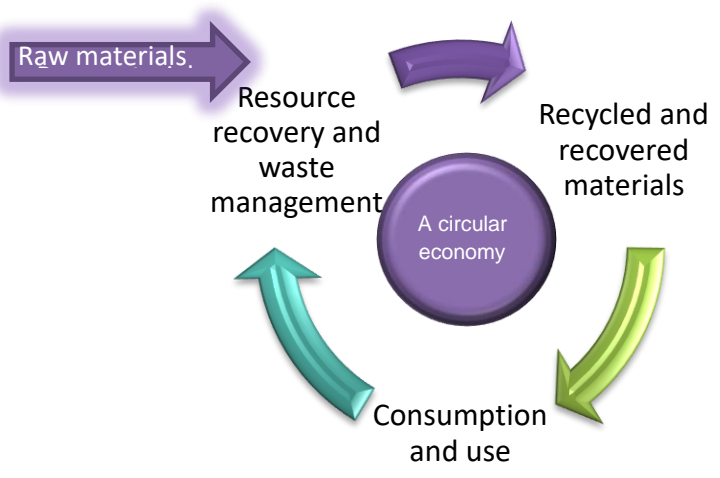 Raw materials.
Resource
recovery and
waste
management
Recycled and
recovered
materials
A circular
economy
Consumption
and use